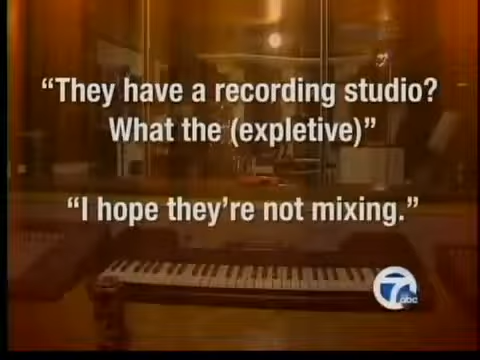 “They have a recording studio?
What the (expletive)”
“I hope they’re not mixing.”
7
abc